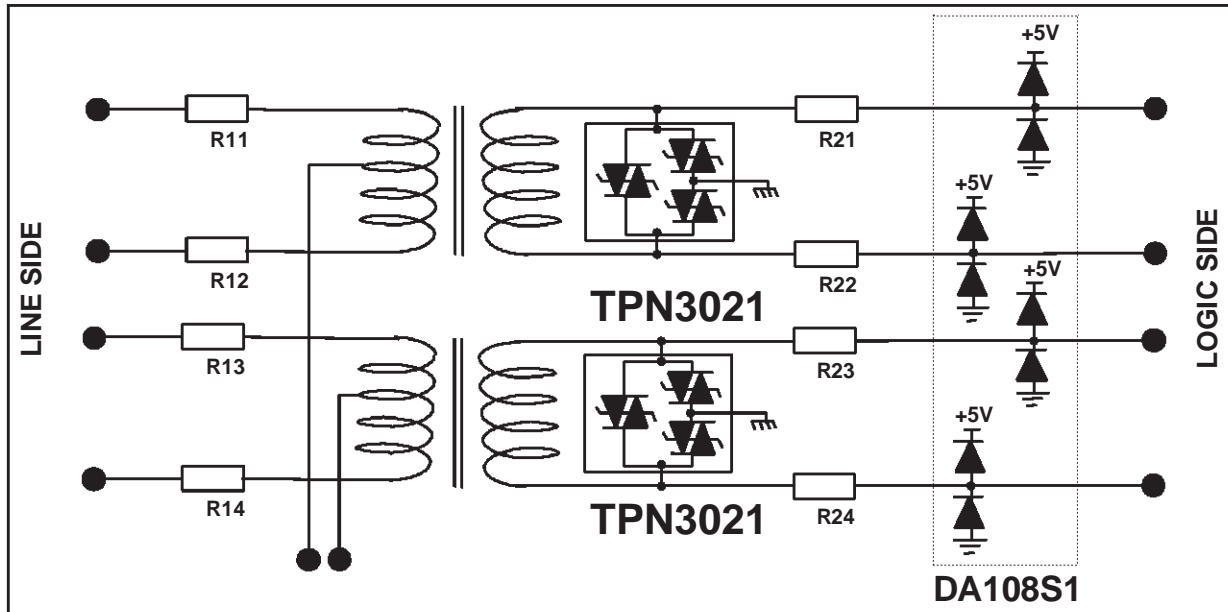 +5V
R11
R21
+5V
R12
R22
+5V
TPN3021
LINE SIDE
LOGIC SIDE
R13
R23
+5V
R14
R24
TPN3021
DA108S1